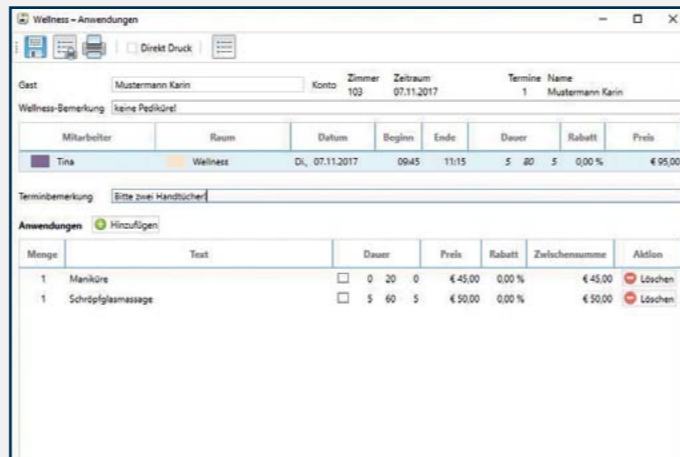 Wellness – Anwendungen
Direkt Druck
Gast Mustermann Karin Konto Zimmer Zeitraum Termine Name
103 07.11.2017 1 Mustermann Karin
Wellness-Bemerkung keine Pediküre!
Mitarbeiter Raum Datum Beginn Ende Dauer Rabatt Preis
Tina Wellness Di., 07.11.2017 09:45 11:15 5 80 5 0,00 % € 95,00
Terminbemerkung Bitte zwei Handtücher!
Anwendungen Hinzufügen
Menge Text Dauer Preis Rabatt Zwischensumme Aktion
1 Maniküre 0 20 0 € 45,00 0,00 % € 45,00 Löschen
1 Schröpfglasmassage 5 60 5 € 50,00 0,00 % € 50,00 Löschen